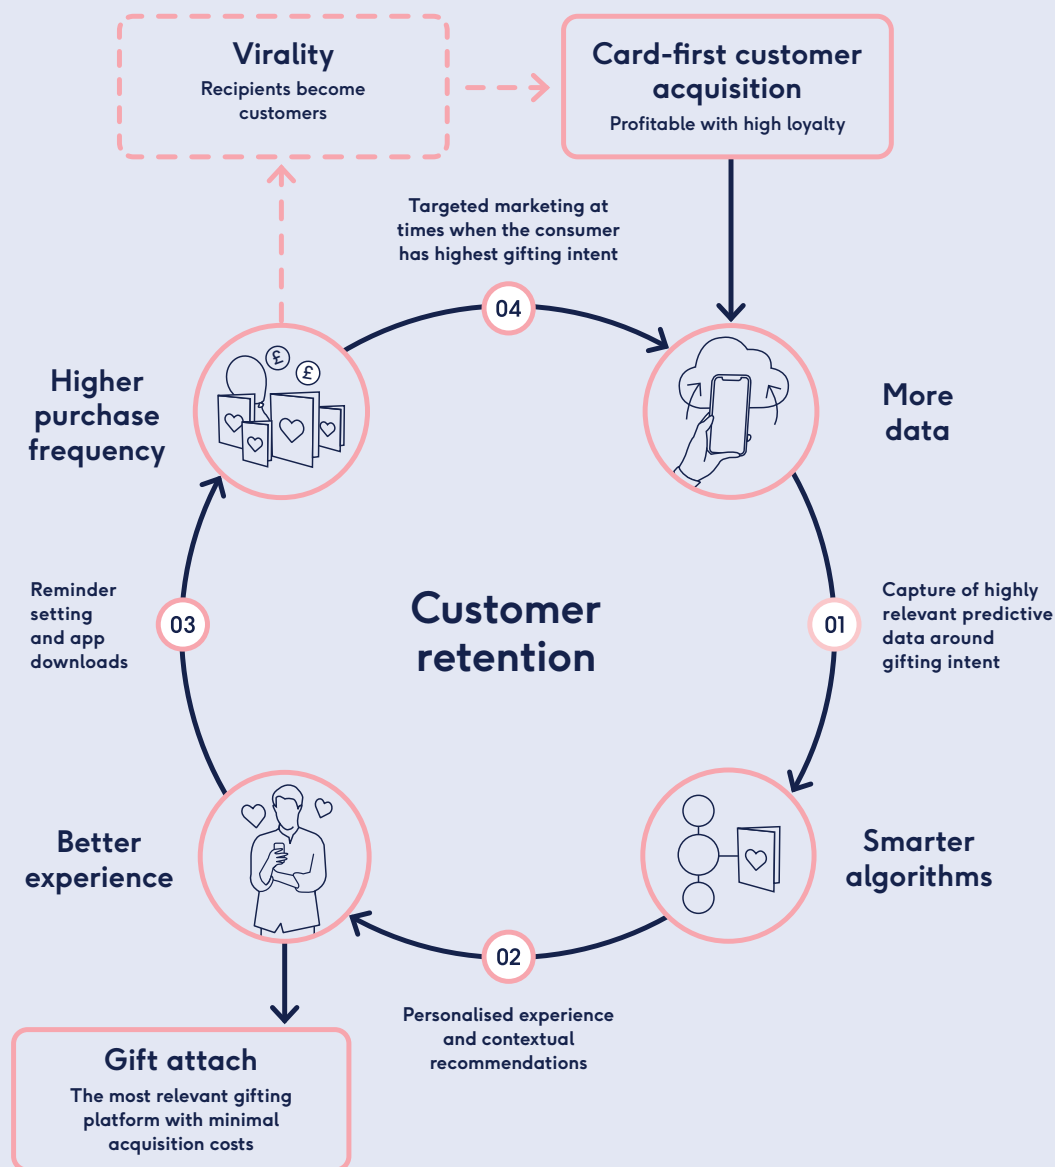 Virality
Recipients become
customers
Card-first customer
acquisition
Profitable with high loyalty
Targeted marketing at
times when the consumer
has highest gifting intent
04
£
£
Higher
purchase
frequency
More
data
Reminder
setting
and app
downloads
03
Customer
retention
01
Capture of highly
relevant predictive
data around
gifting intent
Better
experience
Smarter
algorithms
02
Personalised experience
and contextual
recommendations
Gift attach
The most relevant gifting
platform with minimal
acquisition costs